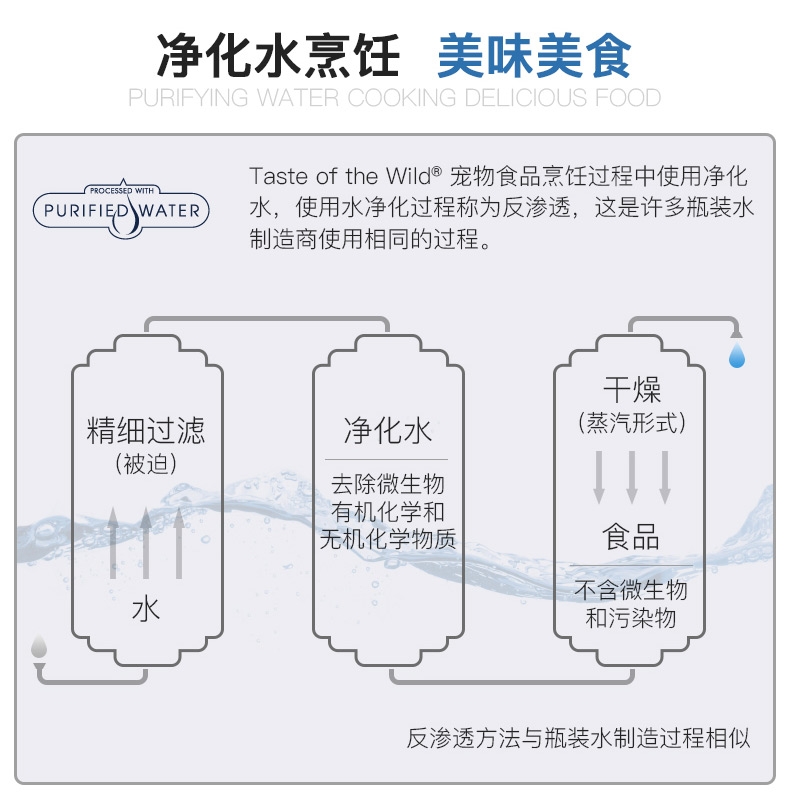 净化水烹饪 美味美食
PURIFYING WATER COOKING DELICIOUS FOOD
PROCESSED WITH
PURIFIED WATER
Taste of the Wild® 宠物食品烹饪过程中使用净化
水，使用水净化过程称为反渗透，这是许多瓶装水
制造商使用相同的过程。
精细过滤
（被迫）
水
净化水
去除微生物
有机化学和
无机化学物质
干燥
（蒸汽形式）
食品
不含微生物
和污染物
反渗透方法与瓶装水制造过程相似